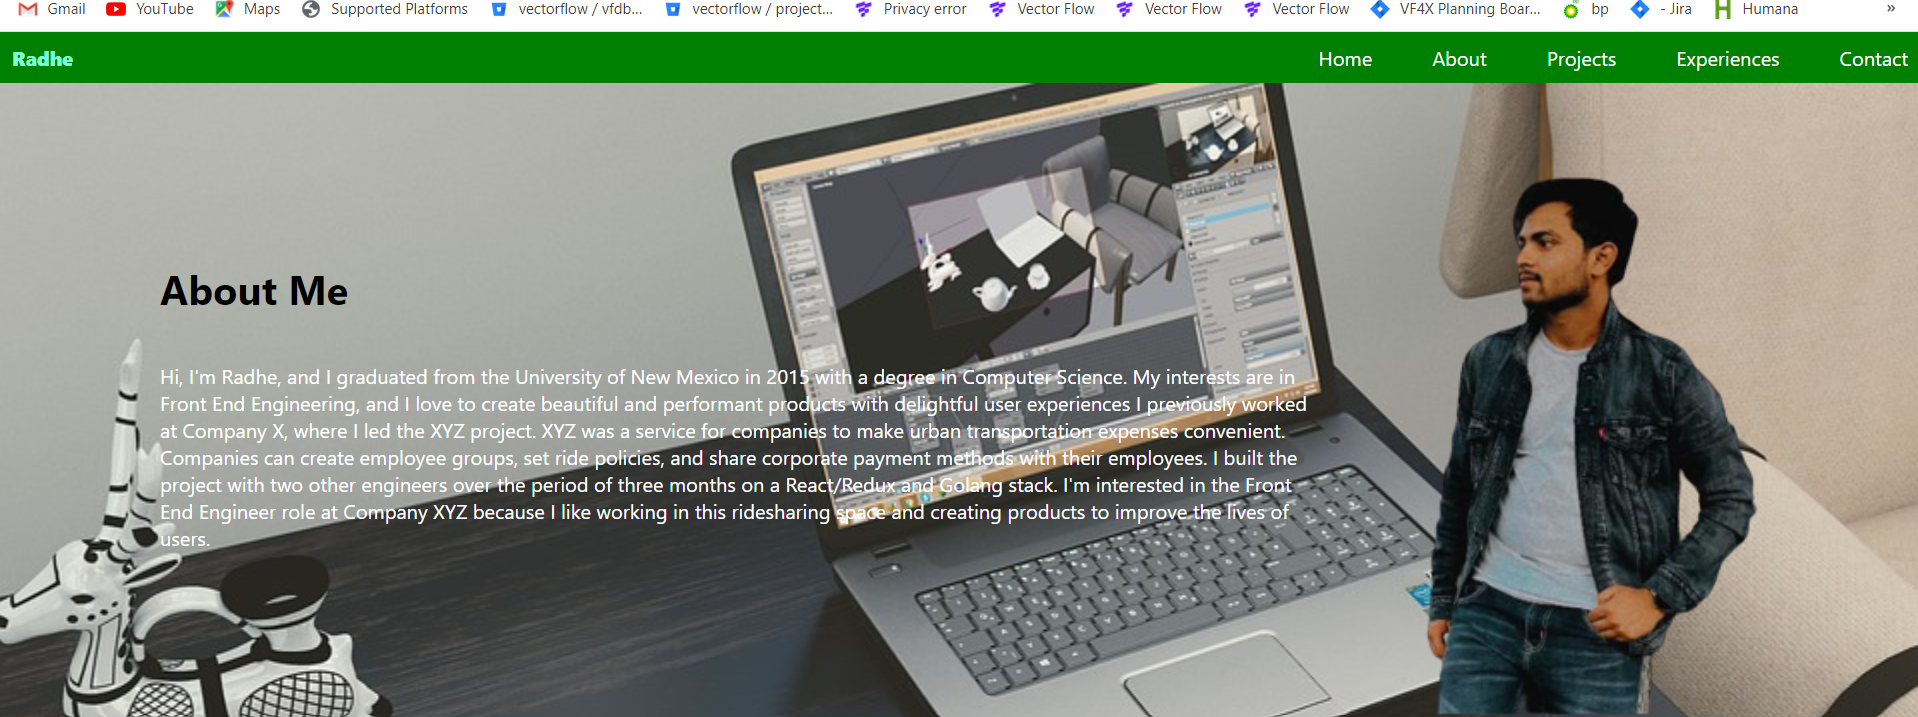 Gmail YouTube Maps Supported Platforms vectorflow / vfdb... vectorflow / project... Privacy error Vector Flow Vector Flow Vector Flow VF4X Planning Boar... bp - Jira Humana »
Radhe Home About Projects Experiences Contact
About Me
Hi, I'm Radhe, and I graduated from the University of New Mexico in 2015 with a degree in Computer Science. My interests are in
Front End Engineering, and I love to create beautiful and performant products with delightful user experiences I previously worked
at Company X, where I led the XYZ project. XYZ was a service for companies to make urban transportation expenses convenient.
Companies can create employee groups, set ride policies, and share corporate payment methods with their employees. I built the
project with two other engineers over the period of three months on a React/Redux and Golang stack. I'm interested in the Front
End Engineer role at Company XYZ because I like working in this ridesharing space and creating products to improve the lives of
users.